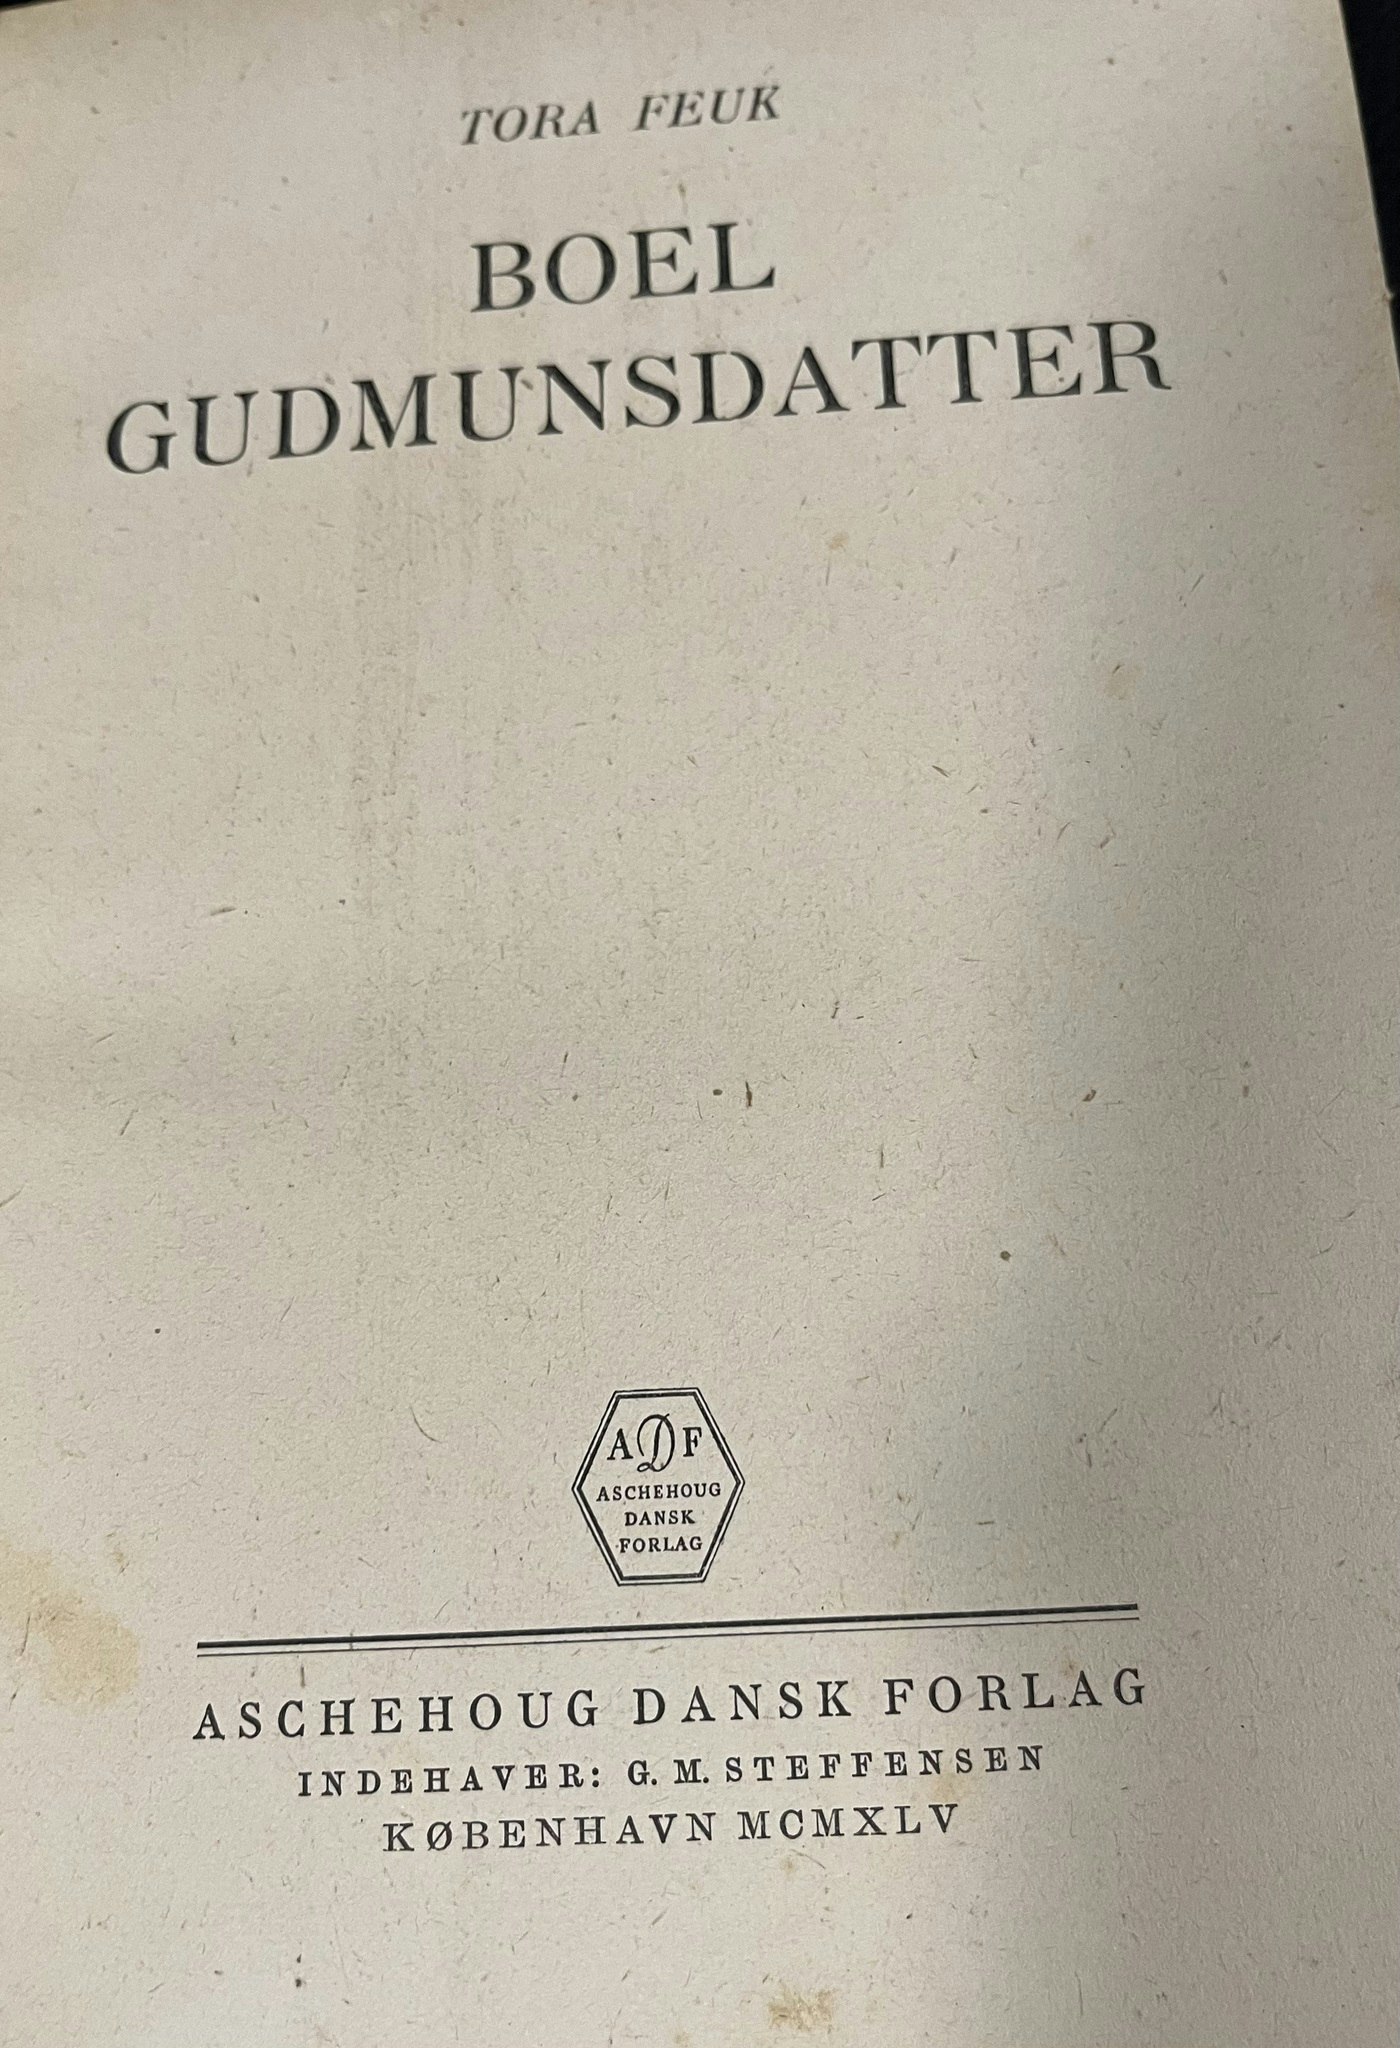 TORA FEUK
BOEL
GUDMUNSDATTER
ADF
ASCHEHOUG
DANSK
FORLAG
ASCHEHOUG DANSK FORLAG
INDEHAVER: G. M. STEFFENSEN
KØBENHAVN MCMXLV